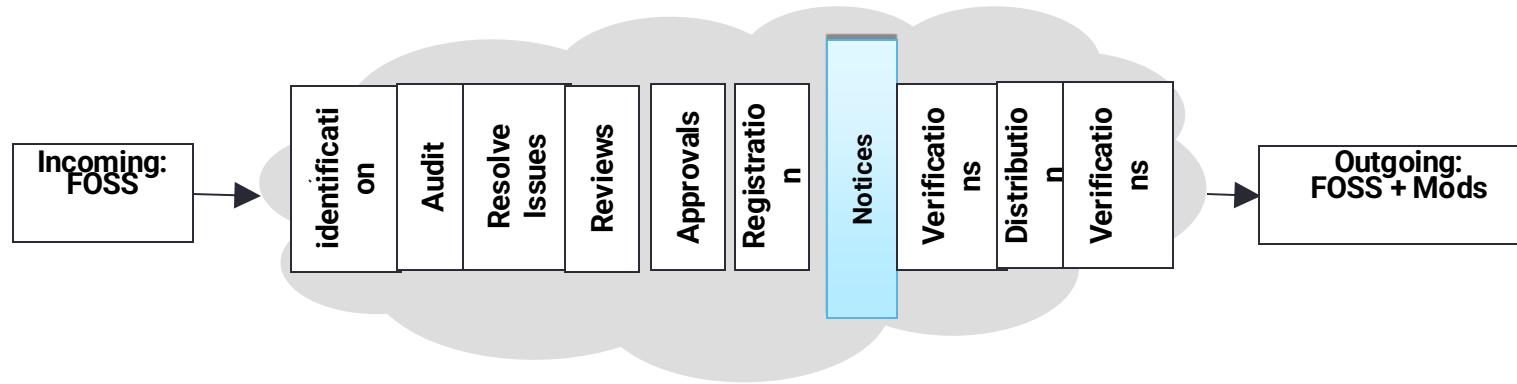 Incoming:
FOSS
identificati
on
Audit
Resolve
Issues
Reviews
Approvals
Registratio
n
Notices
Verificatio
ns
Distributio
n
Verificatio
ns
Outgoing:
FOSS + Mods